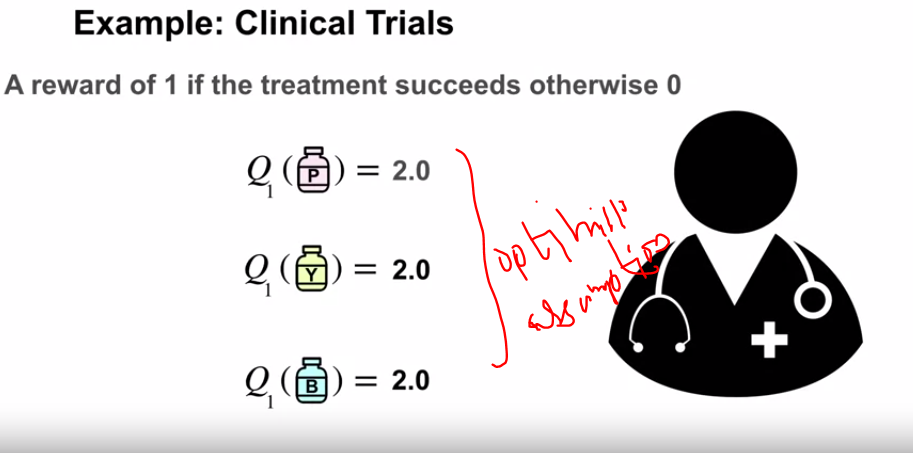 Example: Clinical Trials
A reward of 1 if the treatment succeeds otherwise 0
Q₁ (P) = 2.0
Q₁ (Y) = 2.0
Q₁ (B) = 2.0
assumption